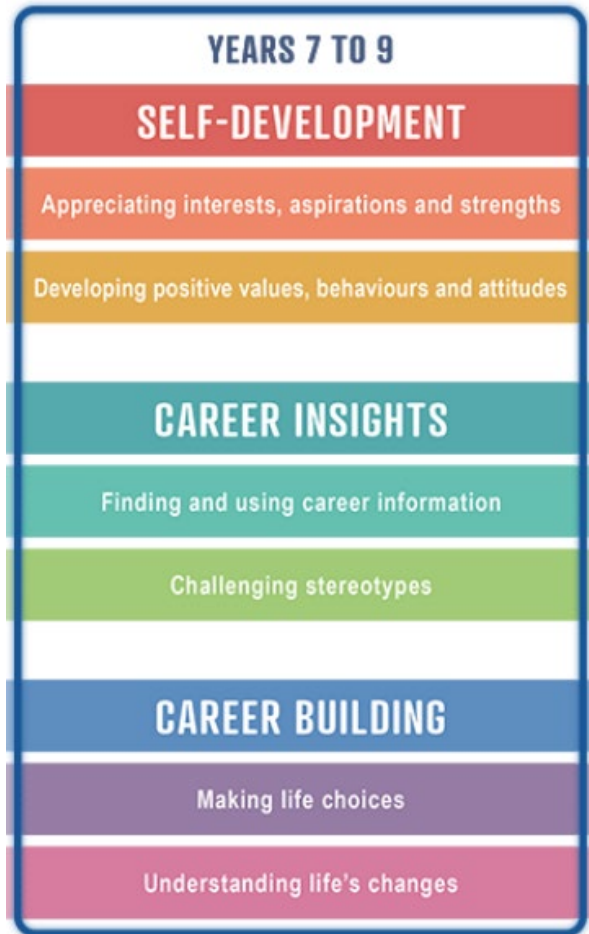 YEARS 7 TO 9
SELF-DEVELOPMENT
Appreciating interests, aspirations and strengths
Developing positive values, behaviours and attitudes
CAREER INSIGHTS
Finding and using career information
Challenging stereotypes
CAREER BUILDING
Making life choices
Understanding life's changes